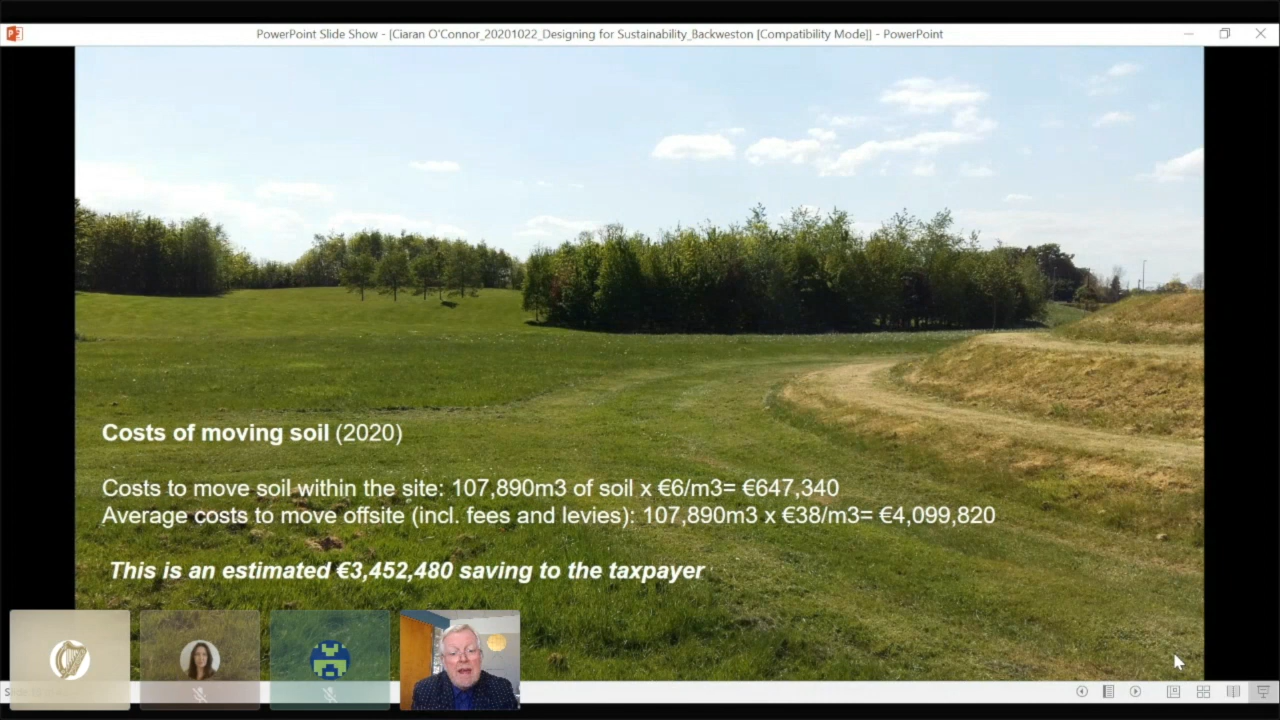 PowerPoint Slide Show - [Ciaran O'Connor_20201022_Designing for Sustainability_Backweston [Compatibility Mode]] - PowerPoint
Costs of moving soil (2020)
Costs to move soil within the site: 107,890m3 of soil x €6/m3= €647,340
Average costs to move offsite (incl. fees and levies): 107,890m3 x €38/m3= €4,099,820
This is an estimated €3,452,480 saving to the taxpayer